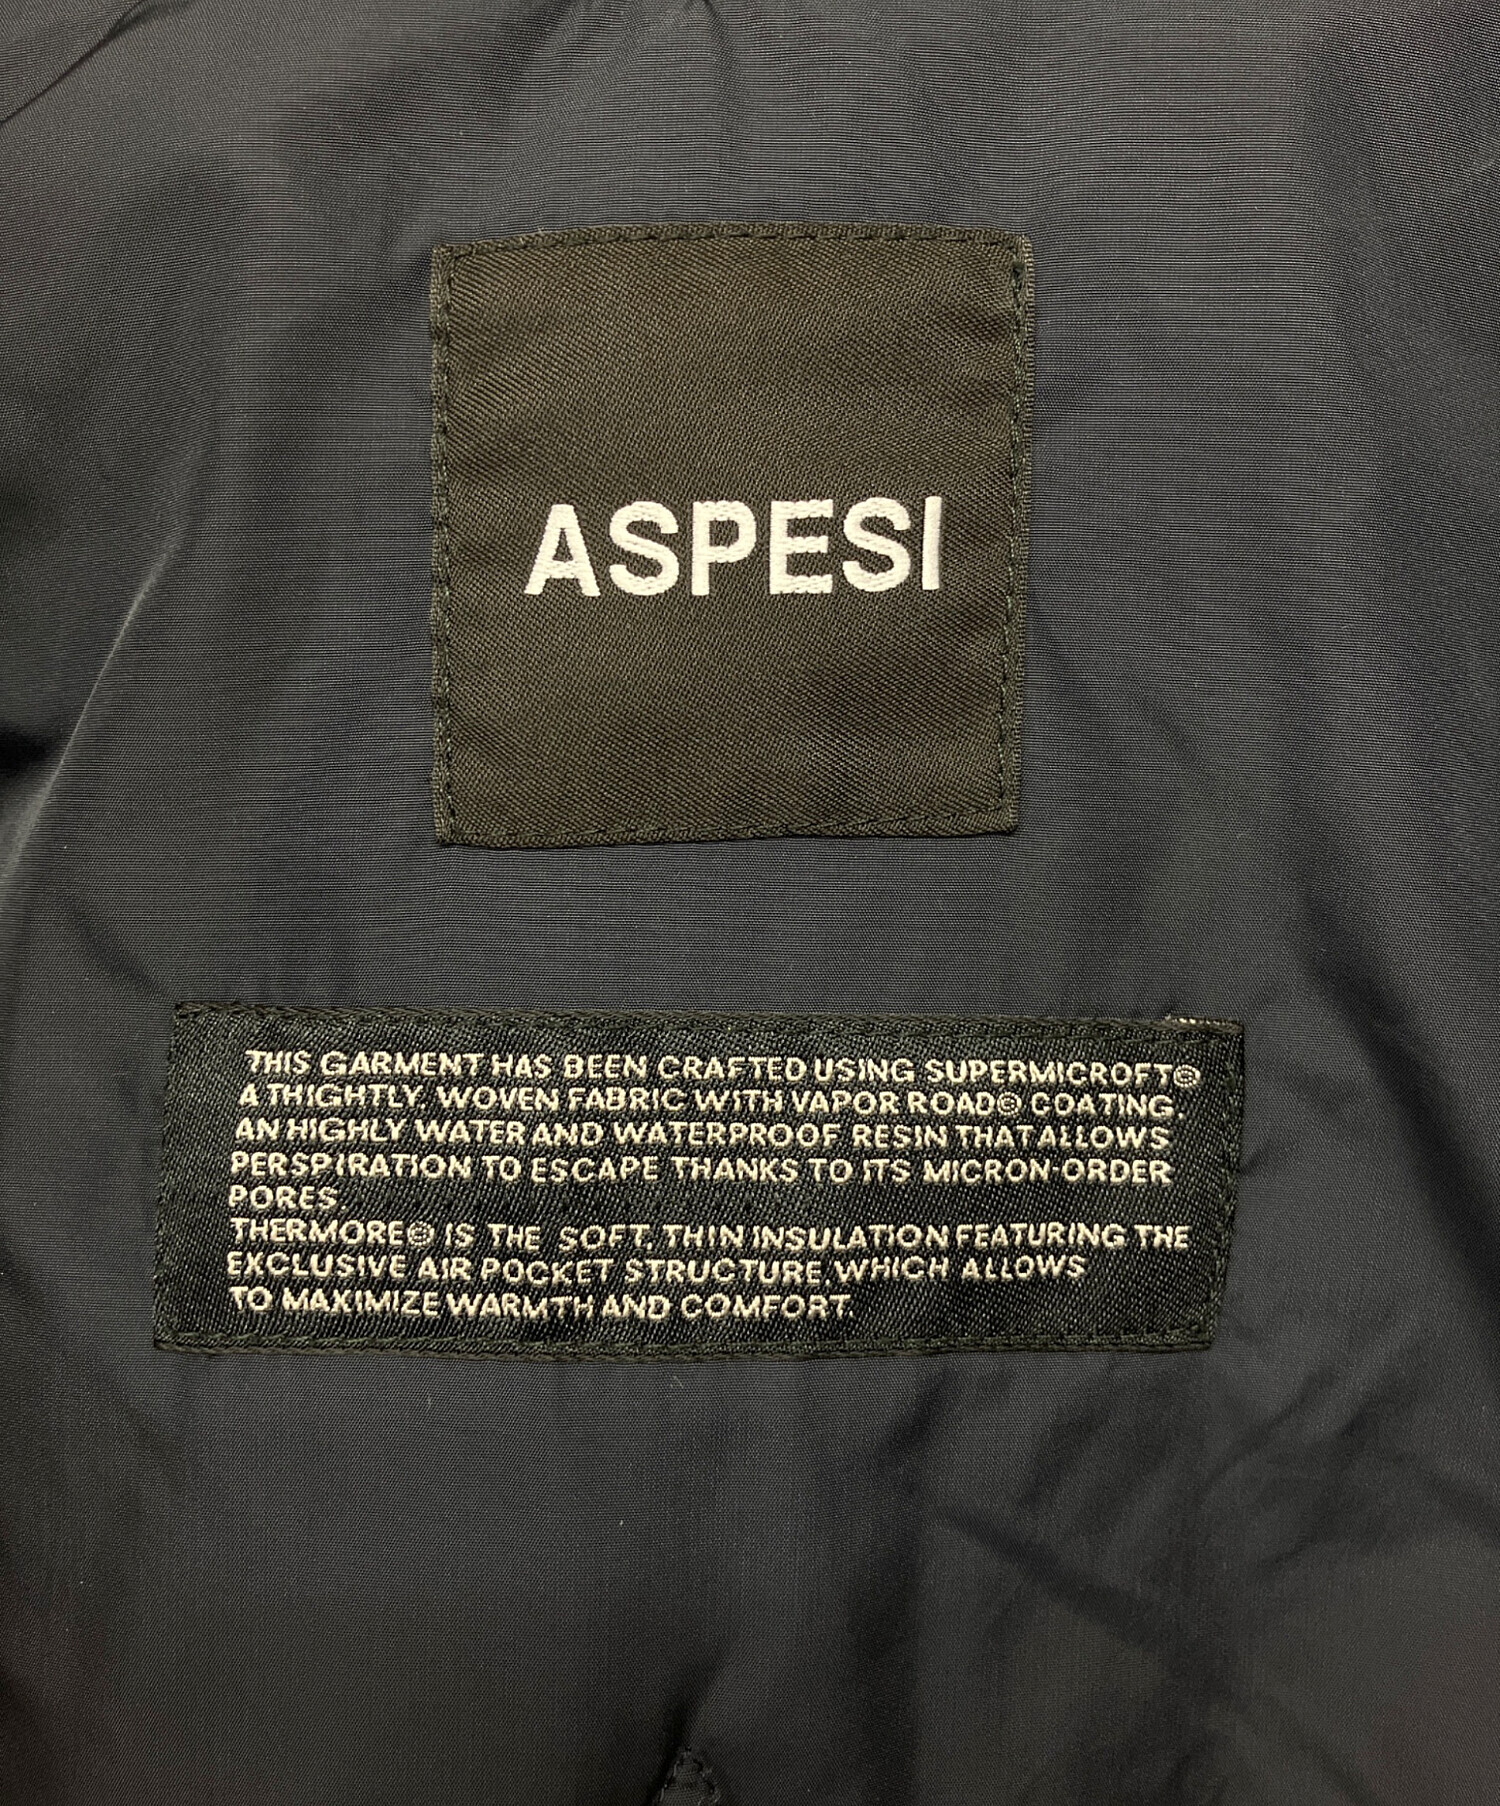 ASPESI
THIS GARMENT HAS BEEN CRAFTED USING SUPERMICROFT©
A THIGHTLY, WOVEN FABRIC WITH VAPOR ROAD© COATING,
AN HIGHLY WATER AND WATERPROOF RESIN THAT ALLOWS
PERSPIRATION TO ESCAPE THANKS TO ITS MICRON-ORDER
PORES.
THERMORE© IS THE SOFT, THIN INSULATION FEATURING THE
EXCLUSIVE AIR POCKET STRUCTURE, WHICH ALLOWS
TO MAXIMIZE WARMTH AND COMFORT.